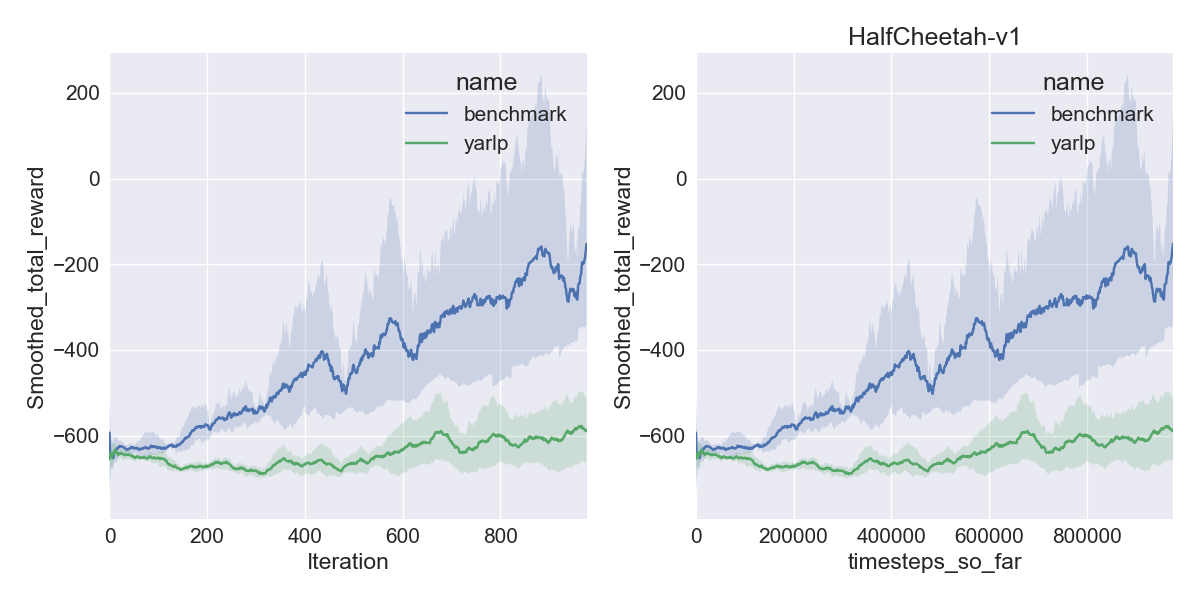 HalfCheetah-v1
Smoothed_total_reward
200
0
−200
−400
−600
name
benchmark
yarlp
0
200
400
600
800
Iteration
Smoothed_total_reward
200
0
−200
−400
−600
name
benchmark
yarlp
0
200000
400000
600000
800000
timesteps_so_far